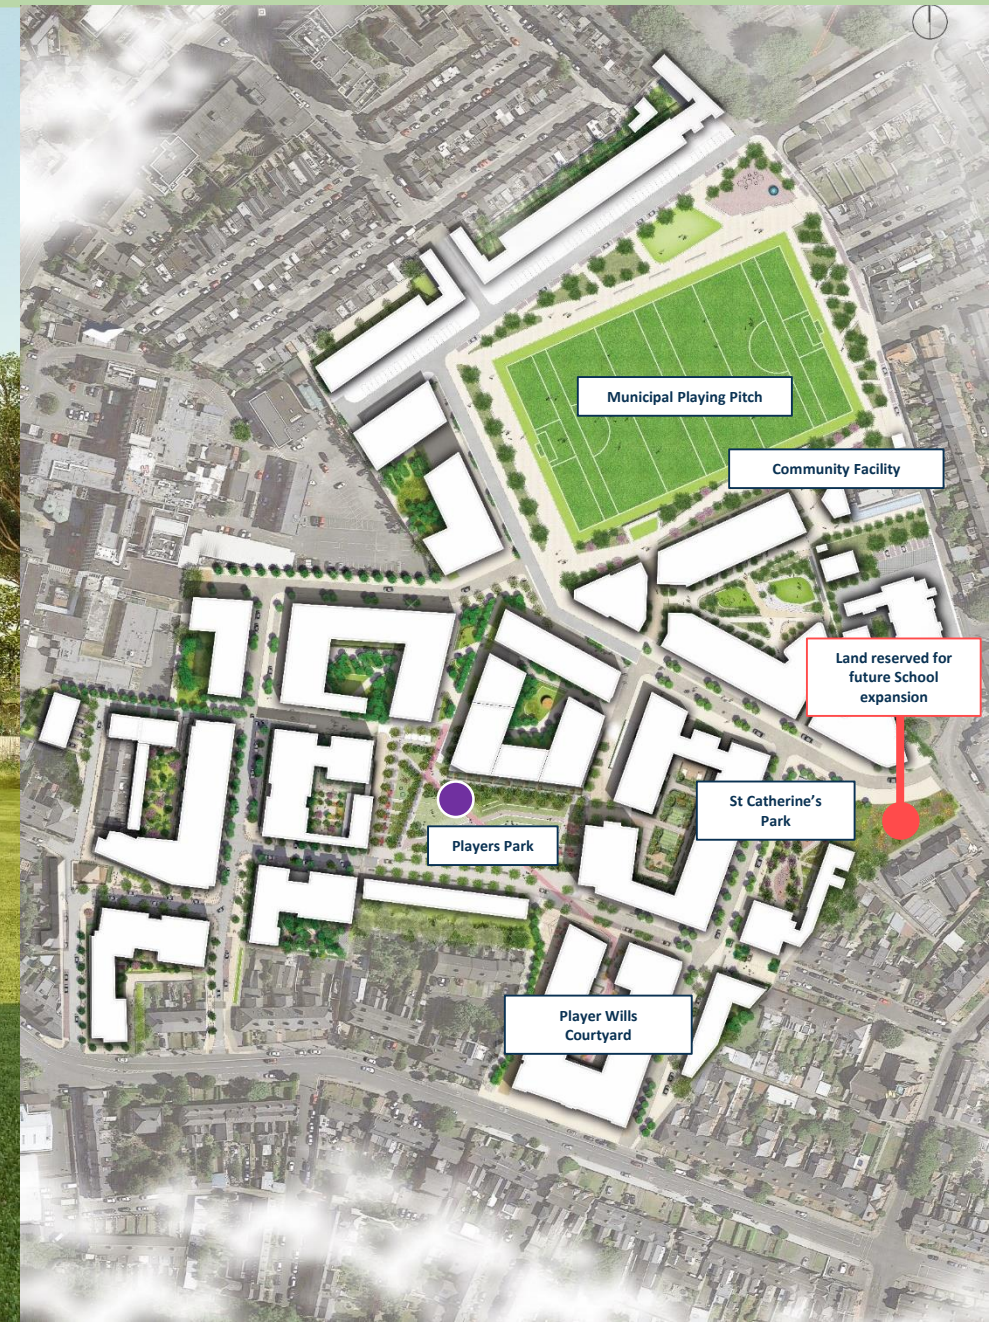 Municipal Playing Pitch
Community Facility
Land reserved for
future School
expansion
St Catherine's
Park
Players Park
Player Wills
Courtyard